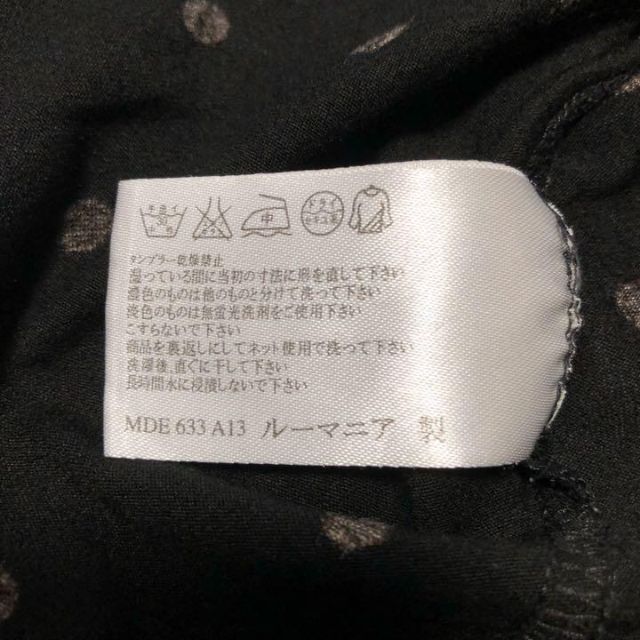 中
ドライ
タンブラー乾燥禁止
湿っている間に当初の寸法に形を直して下さい
濃色のものは他のものと分けて洗って下さい
淡色のものは無蛍光洗剤をご使用下さい
こすらないで下さい
商品を裏返しにしてネット使用で洗って下さい
洗濯後、直ぐに干して下さい
長時間水に浸漬しないで下さい
MDE 633 A13 ルーマニア 製